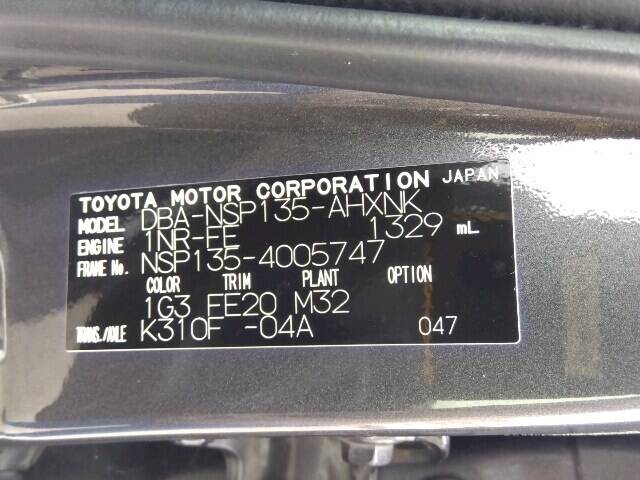 TOYOTA MOTOR CORPORATION JAPAN
MODEL DBA-NSP135-AHXNK
ENGINE 1NR-FE 1329 mL
FRAME No. NSP135-4005747
COLOR TRIM PLANT OPTION
1G3 FE20 M32
TRANS./AXLE K310F -04A 047